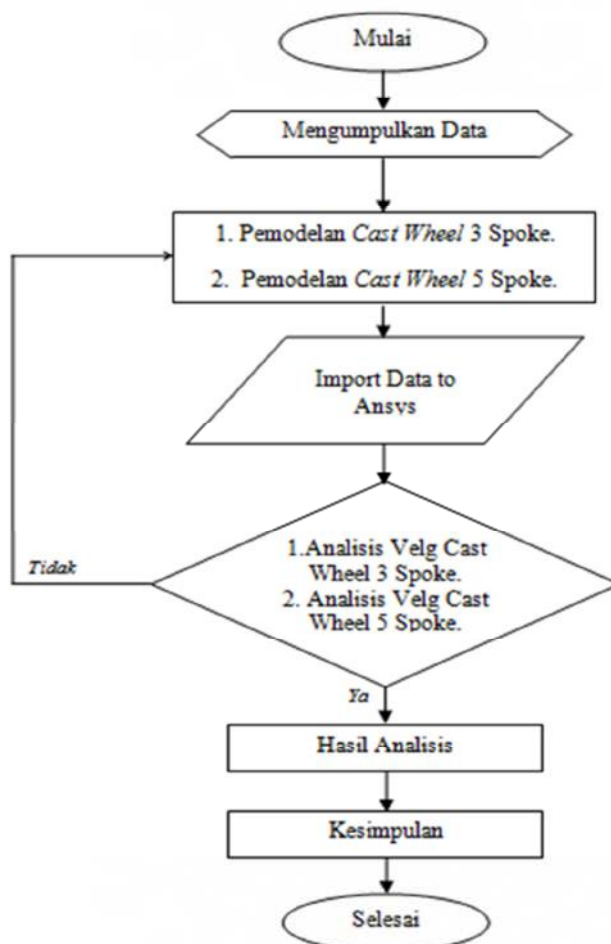 Mulai
Mengumpulkan Data
1. Pemodelan Cast Wheel 3 Spoke.
2. Pemodelan Cast Wheel 5 Spoke.
Import Data to
Ansys
1.Analisis Velg Cast
Wheel 3 Spoke.
2. Analisis Velg Cast
Wheel 5 Spoke.
Tidak
Ya
Hasil Analisis
Kesimpulan
Selesai